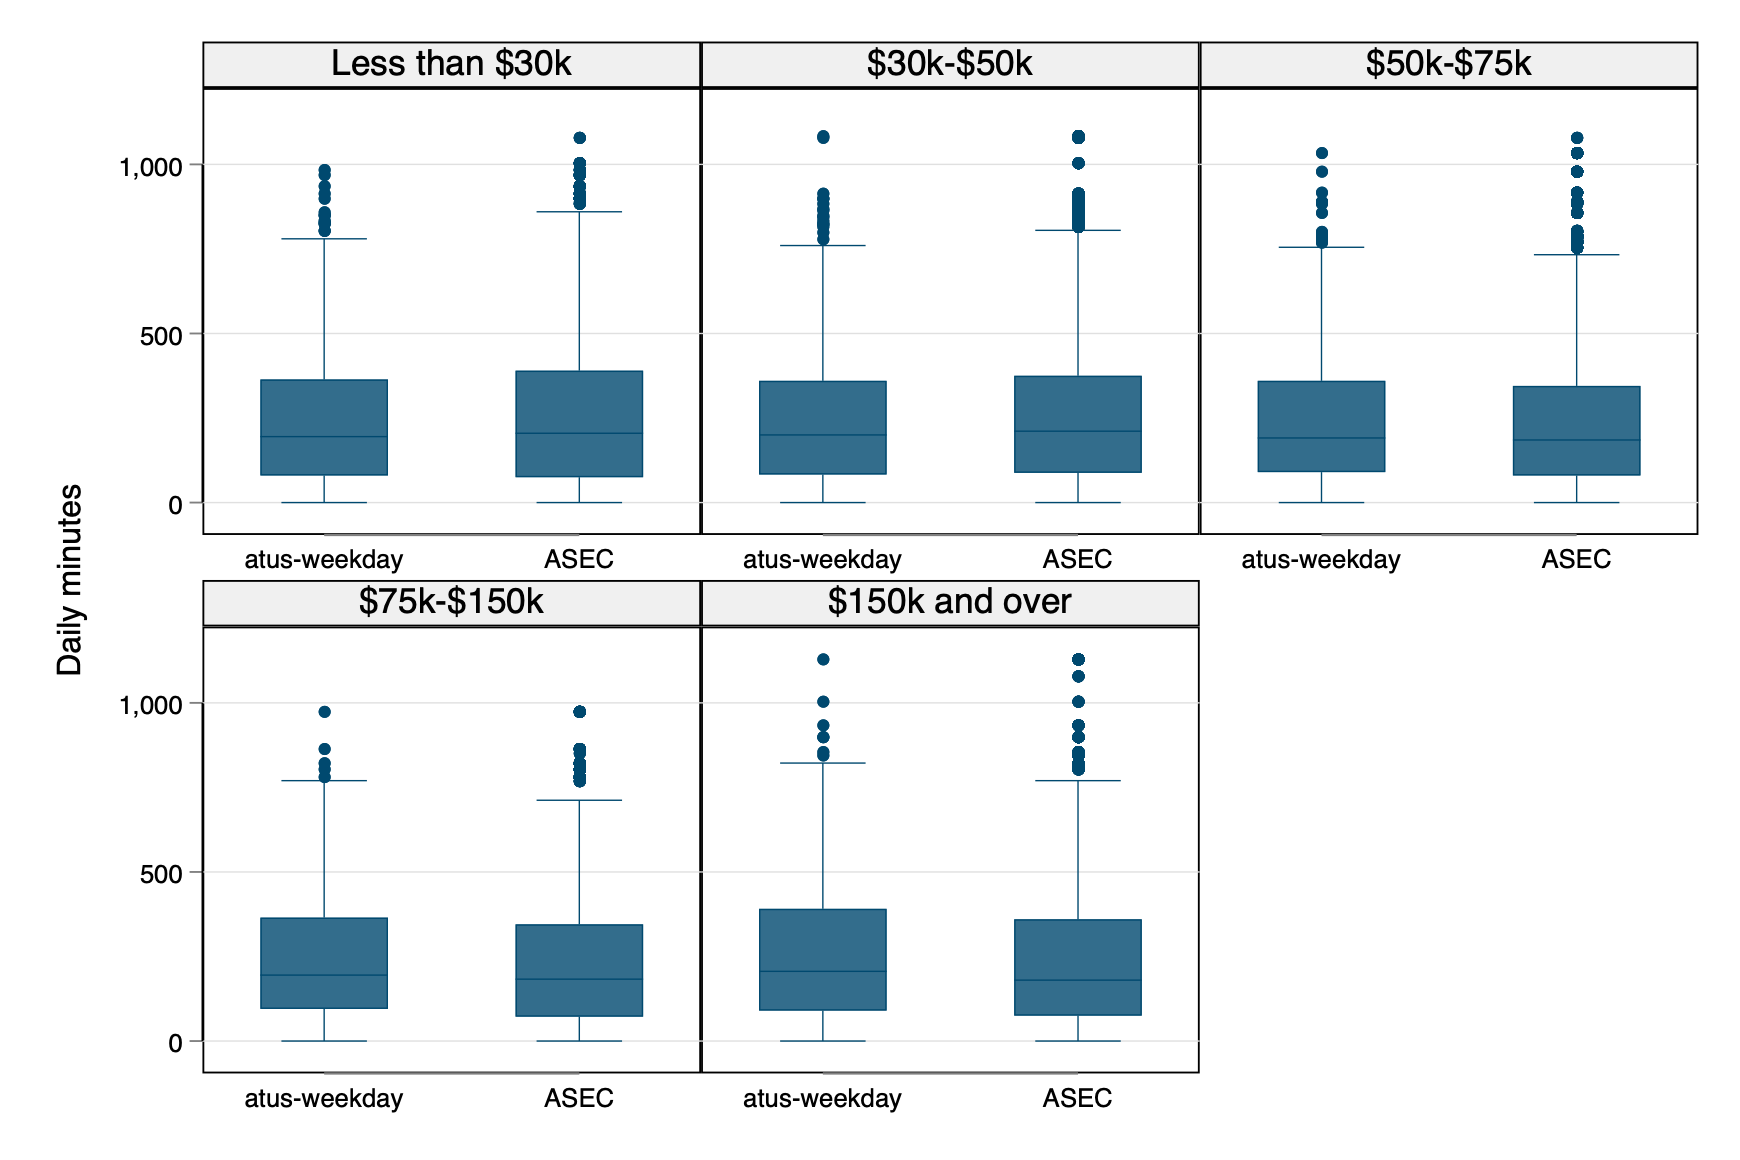 Less than $30k
$30k-$50k
$50k-$75k
1,000
500
0
atus-weekday
ASEC
atus-weekday
ASEC
atus-weekday
ASEC
Daily minutes
$75k-$150k
$150k and over
1,000
500
0
atus-weekday
ASEC
atus-weekday
ASEC